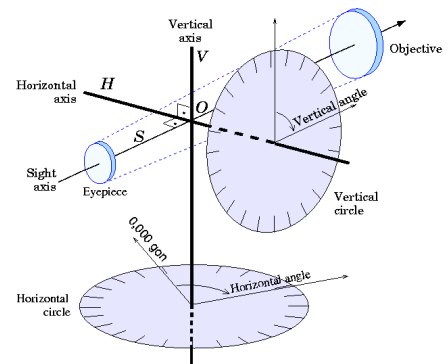 Vertical
axis
V
Objective
Horizontal
axis
H
O
Vertical angle
S
Sight
axis
Eyepiece
Vertical
circle
0,000 gon
Horizontal angle
Horizontal
circle